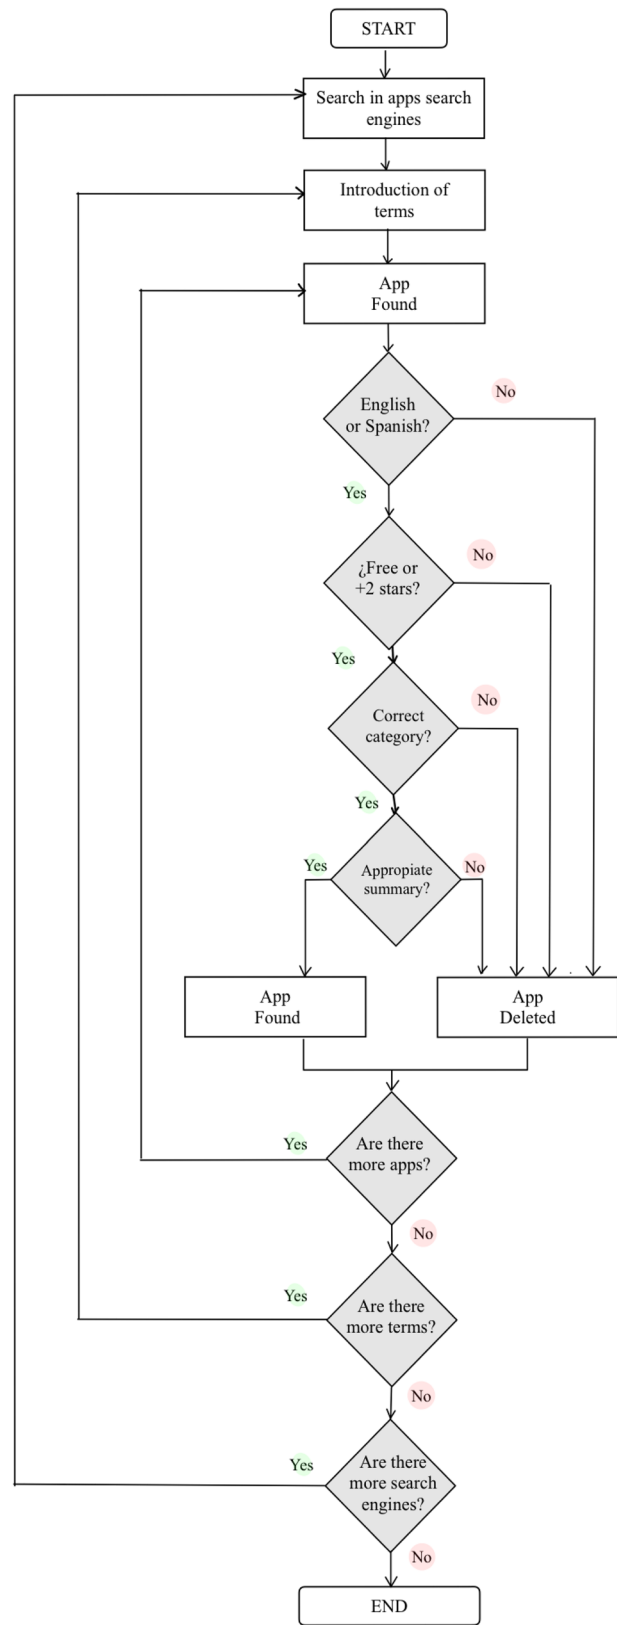 START
Search in apps search
engines
Introduction of
terms
App
Found
English
or Spanish?
No
Yes
¿Free or
+2 stars?
No
Yes
Correct
category?
No
Yes
Appropiate
summary?
Yes
No
App
Found
App
Deleted
Are there
more apps?
Yes
No
Are there
more terms?
Yes
No
Are there
more search
engines?
Yes
No
END